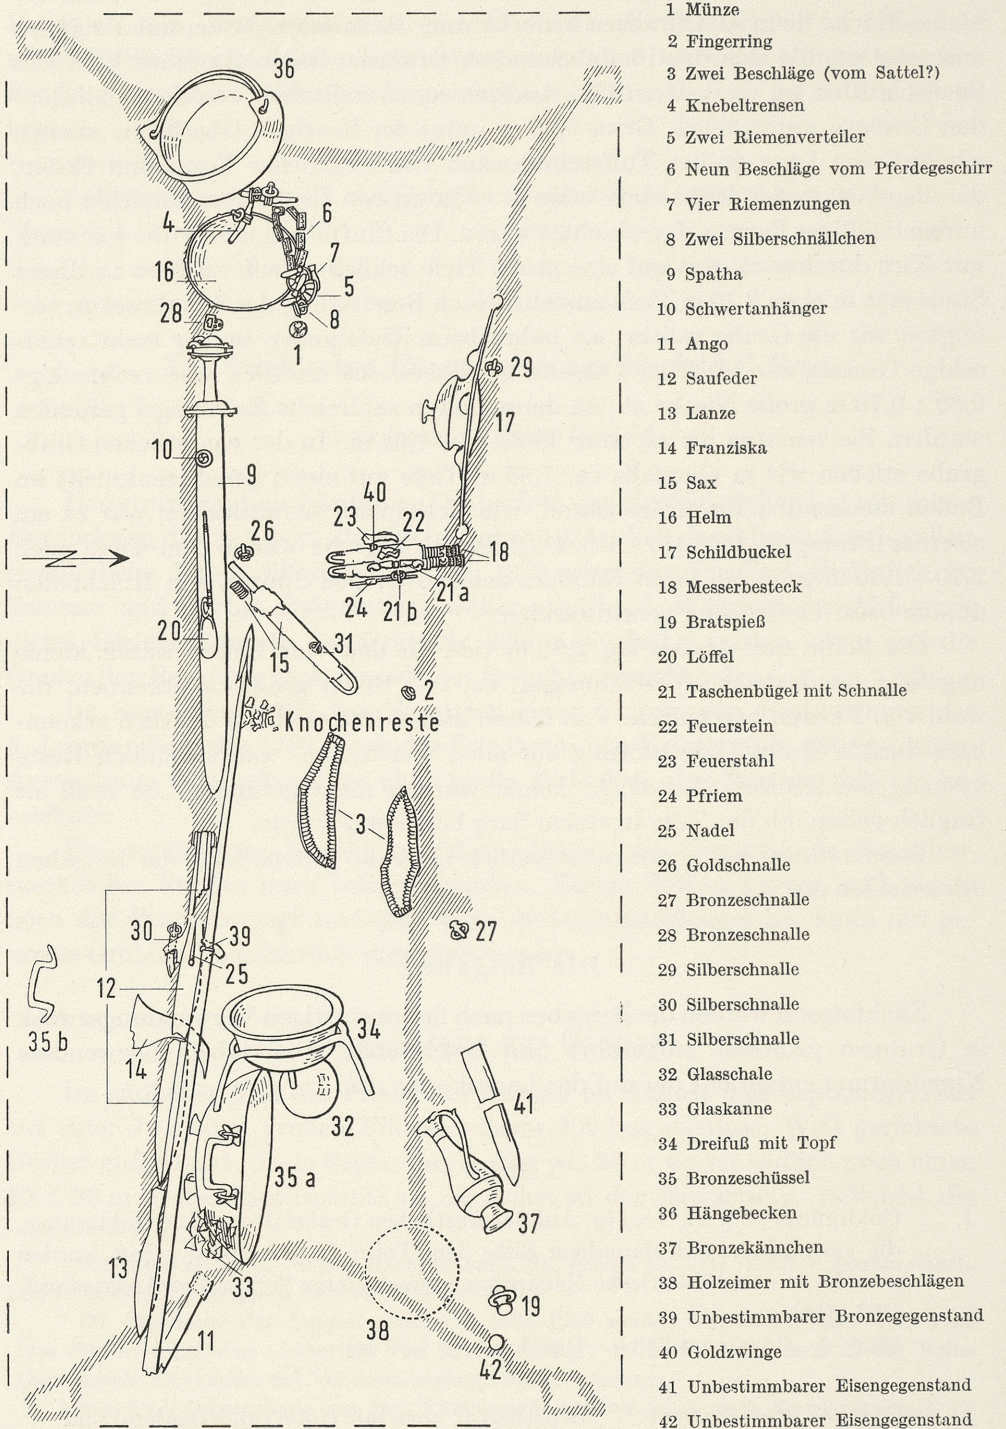 36
6
4
7
16
5
28
8
1
29
17
10
9
40
23
22
26
18
21a
24
21 b
20
31
15
2
Knochenreste
3
30
39
27
25
12
35 b
34
14
41
32
35 a
37
13
33
19
38
11
42
1 Münze
2 Fingerring
3 Zwei Beschläge (vom Sattel?)
4 Knebeltrensen
5 Zwei Riemenverteiler
6 Neun Beschläge vom Pferdegeschirr
7 Vier Riemenzungen
8 Zwei Silberschnällchen
9 Spatha
10 Schwertanhänger
11 Ango
12 Saufeder
13 Lanze
14 Franziska
15 Sax
16 Helm
17 Schildbuckel
18 Messerbesteck
19 Bratspieß
20 Löffel
21 Taschenbügel mit Schnalle
22 Feuerstein
23 Feuerstahl
24 Pfriem
25 Nadel
26 Goldschnalle
27 Bronzeschnalle
28 Bronzeschnalle
29 Silberschnalle
30 Silberschnalle
31 Silberschnalle
32 Glasschale
33 Glaskanne
34 Dreifuß mit Topf
35 Bronzeschüssel
36 Hängebecken
37 Bronzekännchen
38 Holzeimer mit Bronzebeschlägen
39 Unbestimmbarer Bronzegegenstand
40 Goldzwinge
41 Unbestimmbarer Eisengegenstand
42 Unbestimmbarer Eisengegenstand